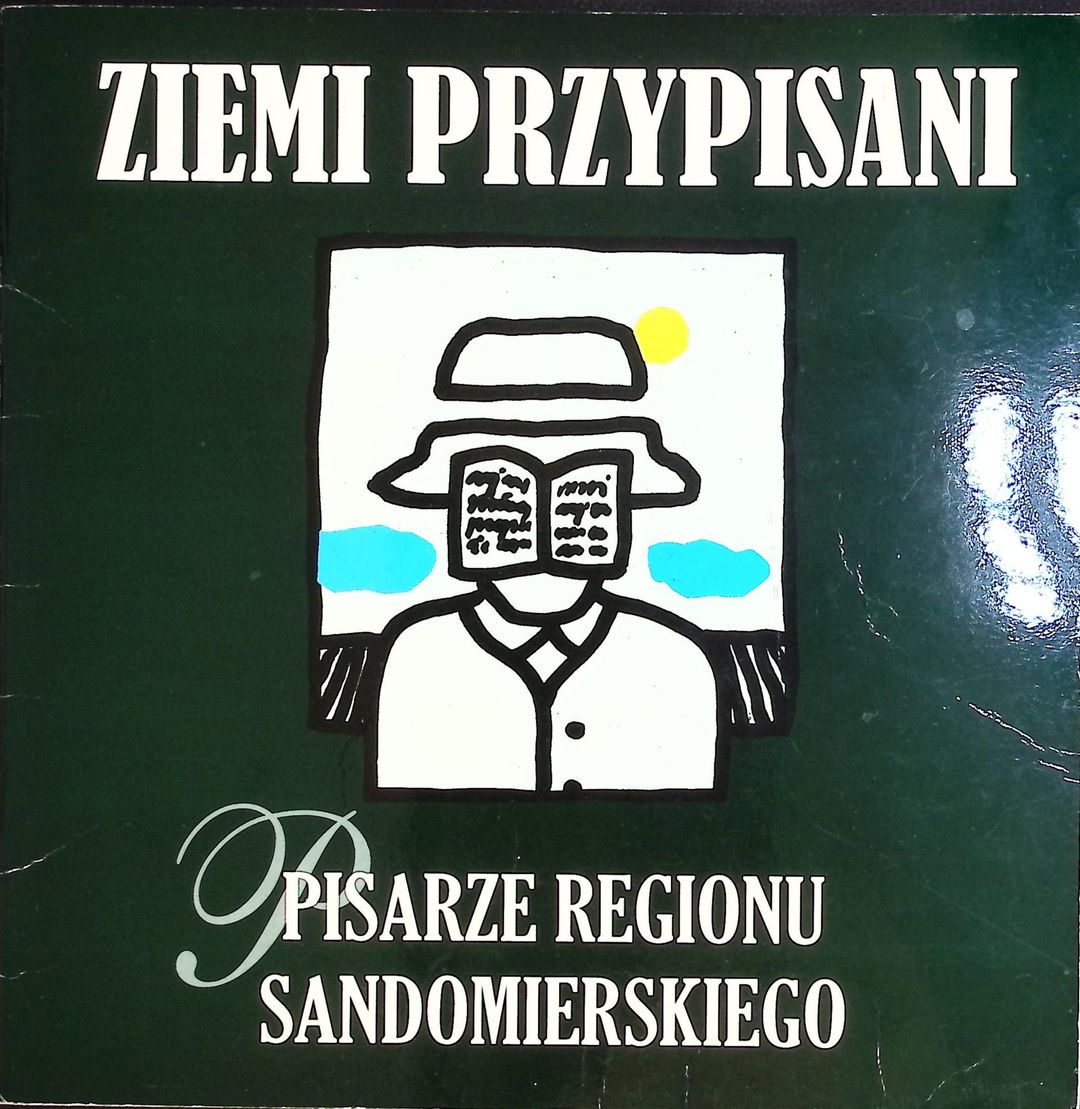 ZIEMI PRZYPISANI
PISARZE REGIONU
SANDOMIERSKIEGO